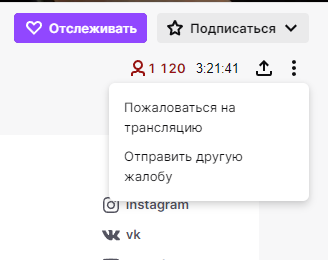 Отслеживать
Подписаться
1 120
3:21:41
Пожаловаться на
трансляцию
Отправить другую
жалобу
instagram
vk